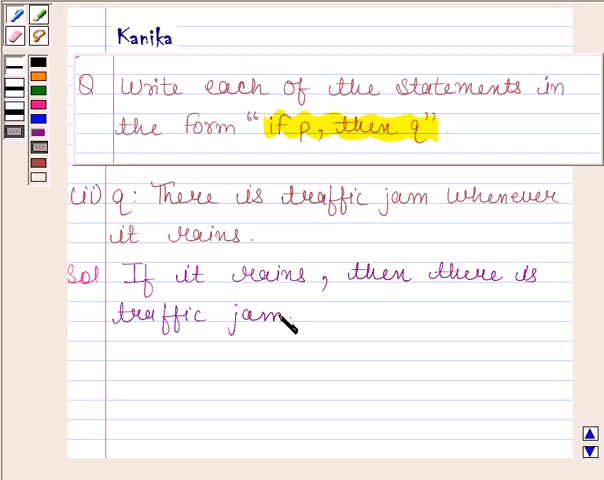 Kanika
Q Write each of the statements in
the form "if p, then q".
(ii) q: There is traffic jam whenever
it rains.
Sol If it rains, then there is
traffic jam.